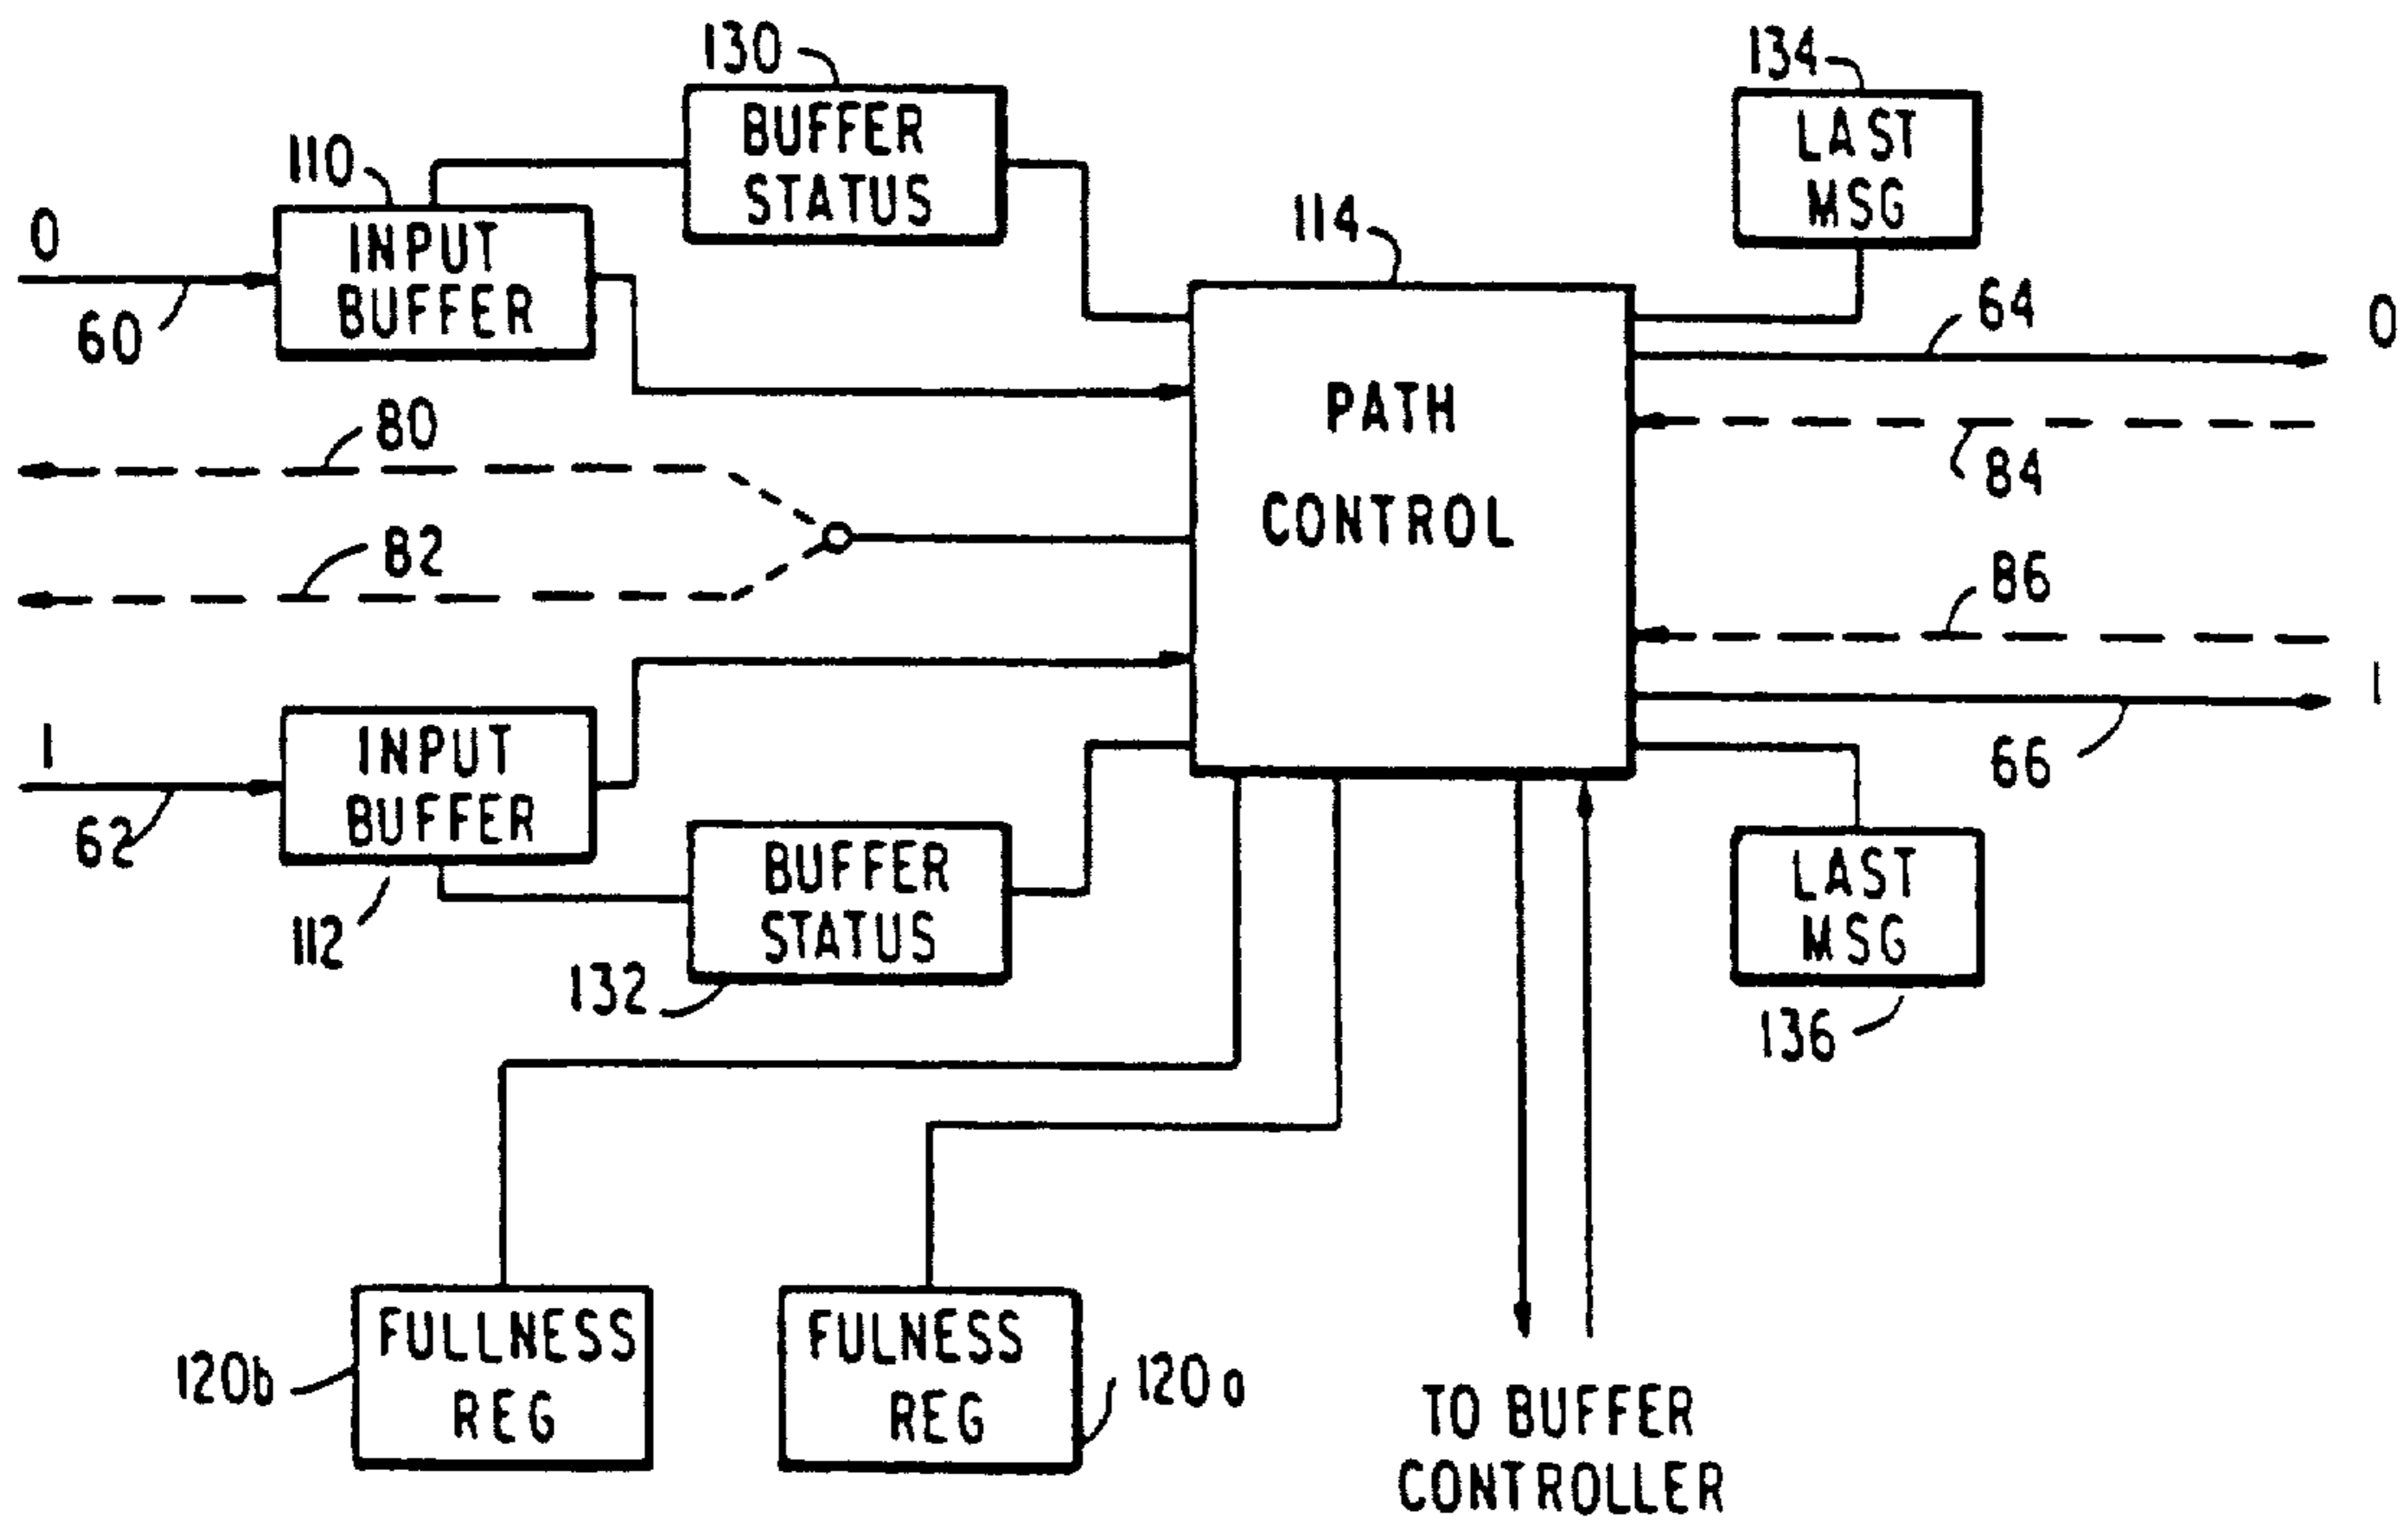 130
BUFFER
STATUS
134
LAST
MSG
110
INPUT
BUFFER
0
60
114
PATH
CONTROL
64
0
80
84
82
86
1
INPUT
BUFFER
1
62
66
112
BUFFER
STATUS
132
LAST
MSG
136
FULLNESS
REG
120b
FULNESS
REG
120a
TO BUFFER
CONTROLLER